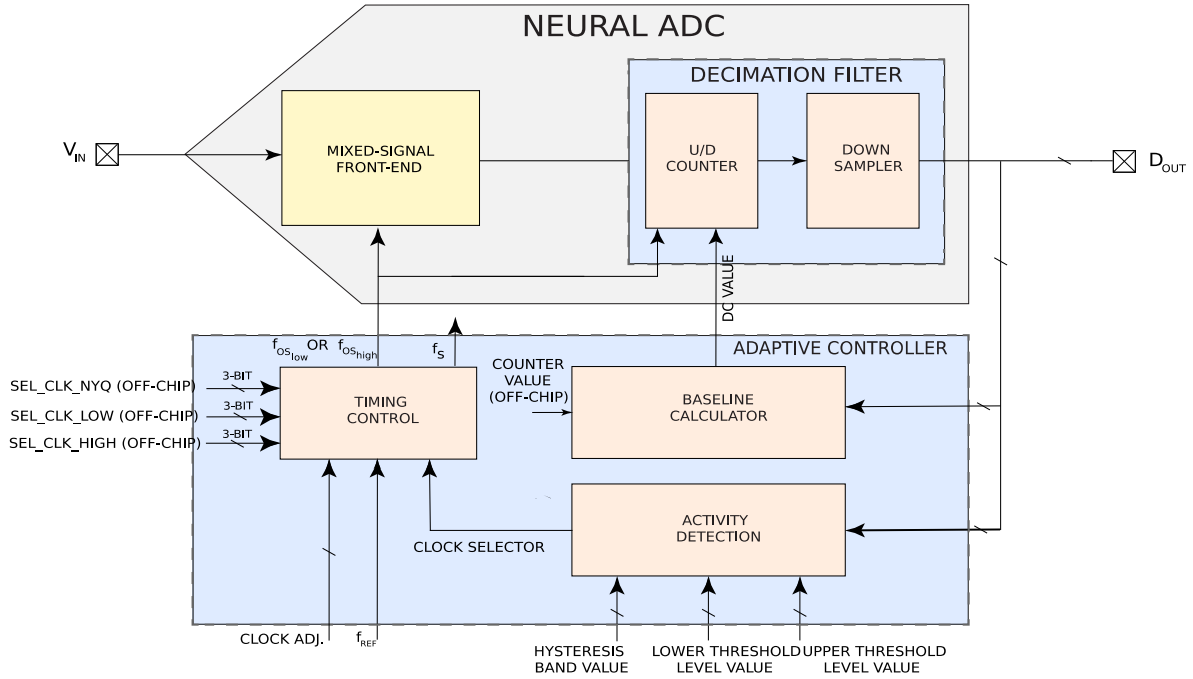 NEURAL ADC
DECIMATION FILTER
MIXED-SIGNAL
FRONT-END
U/D
COUNTER
DOWN
SAMPLER
V_IN
D_OUT
DC VALUE
ADAPTIVE CONTROLLER
f_OS_low OR f_OS_high
f_S
COUNTER
VALUE
(OFF-CHIP)
SEL_CLK_NYQ (OFF-CHIP)
3-BIT
SEL_CLK_LOW (OFF-CHIP)
3-BIT
SEL_CLK_HIGH (OFF-CHIP)
3-BIT
TIMING
CONTROL
BASELINE
CALCULATOR
ACTIVITY
DETECTION
CLOCK SELECTOR
CLOCK ADJ.
f_REF
HYSTERESIS
BAND VALUE
LOWER THRESHOLD
LEVEL VALUE
UPPER THRESHOLD
LEVEL VALUE